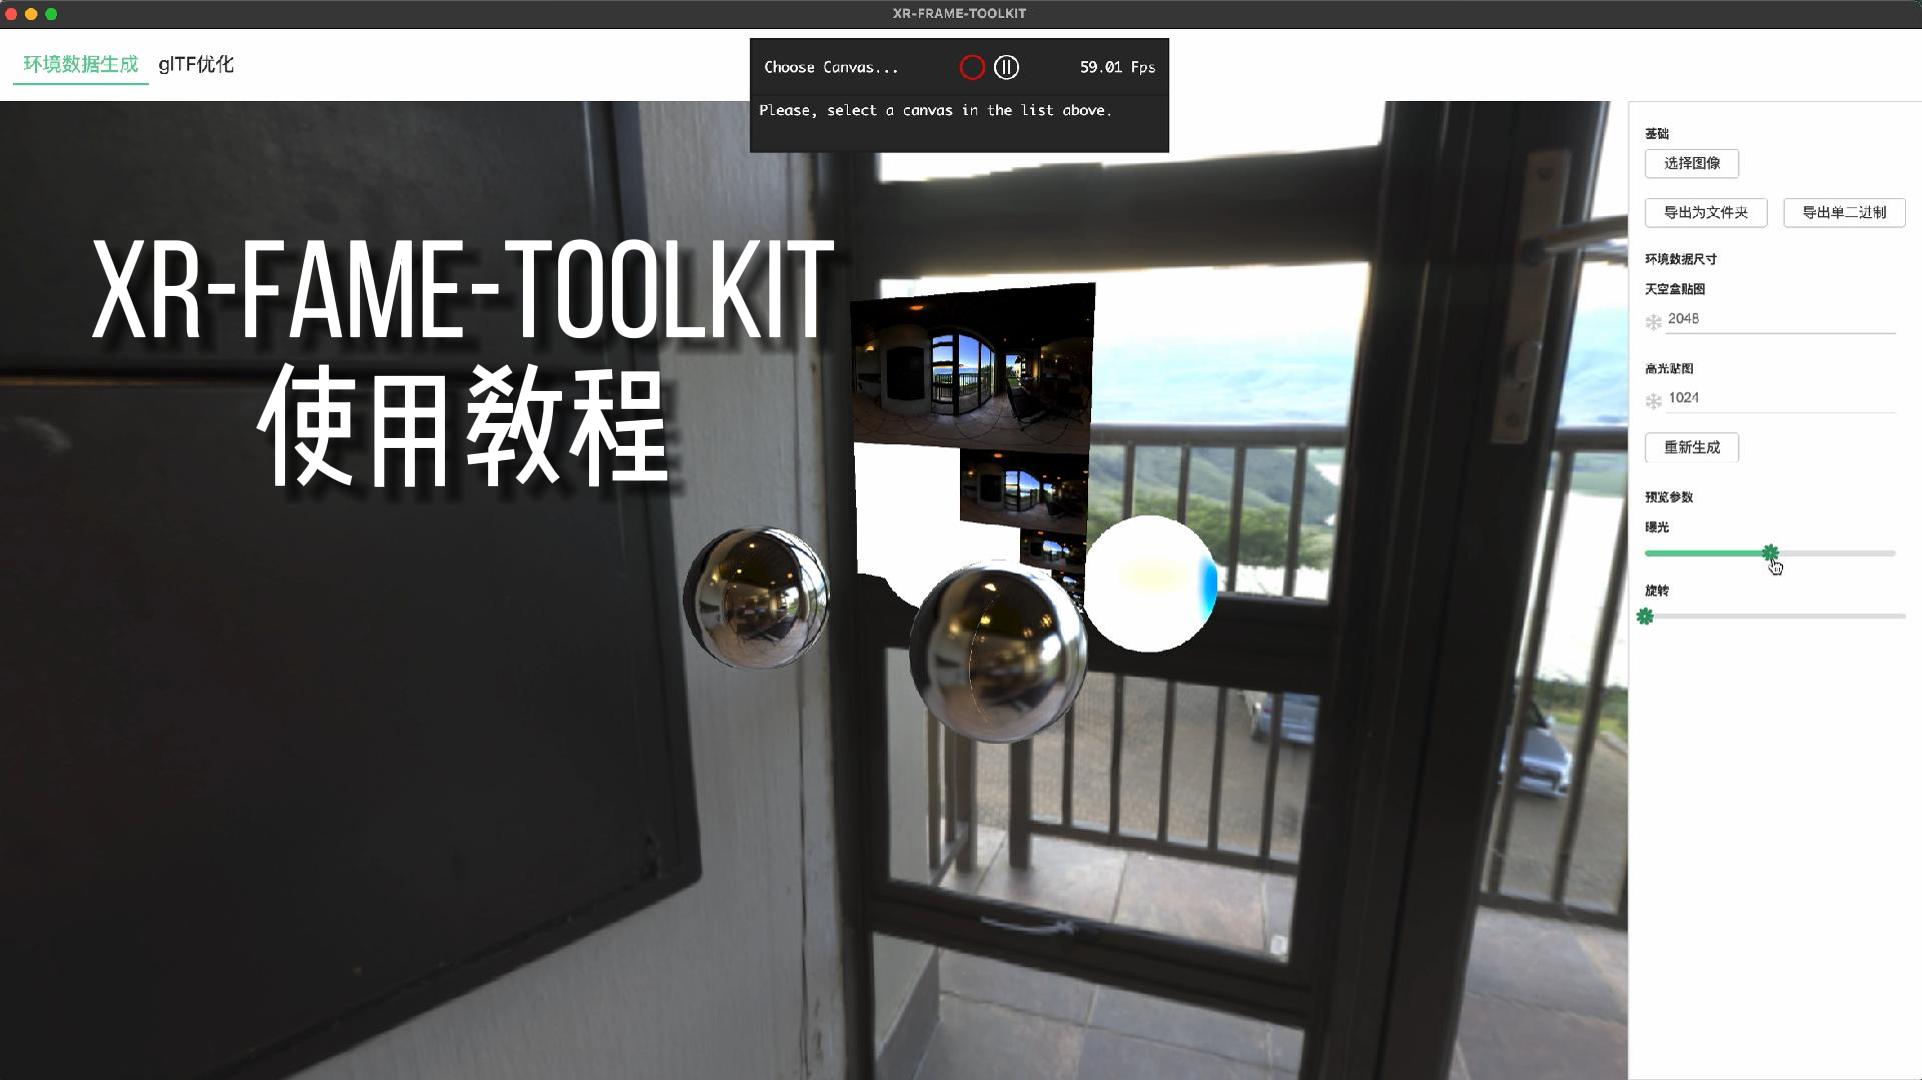 XR-FRAME-TOOLKIT
环境数据生成 glTF优化
Choose Canvas... 59.01 Fps
Please, select a canvas in the list above.
XR-FAME-TOOLKIT
使用教程
基础
选择图像
导出为文件夹 导出单二进制
环境数据尺寸
天空盒贴图
2048
高光贴图
1024
重新生成
预览参数
曝光
旋转